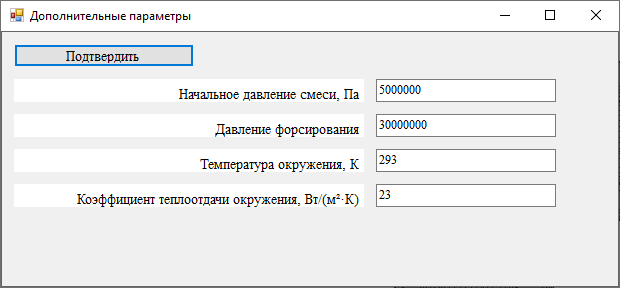 Дополнительные параметры
Подтвердить
Начальное давление смеси, Па 5000000
Давление форсирования 30000000
Температура окружения, К 293
Коэффициент теплоотдачи окружения, Вт/(м²·К) 23